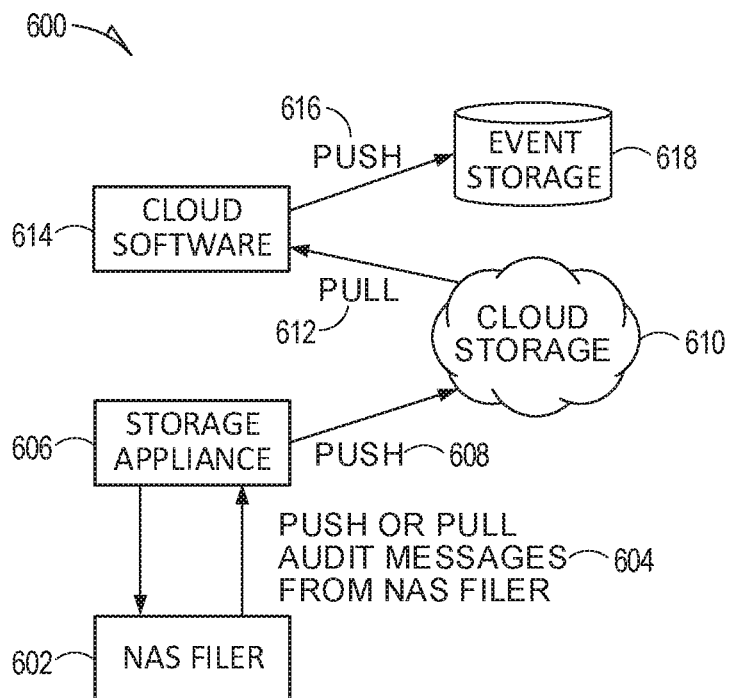 600
616
PUSH
EVENT
STORAGE
618
614
CLOUD
SOFTWARE
PULL
612
CLOUD
STORAGE
610
606
STORAGE
APPLIANCE
PUSH 608
PUSH OR PULL
AUDIT MESSAGES 604
FROM NAS FILER
602
NAS FILER